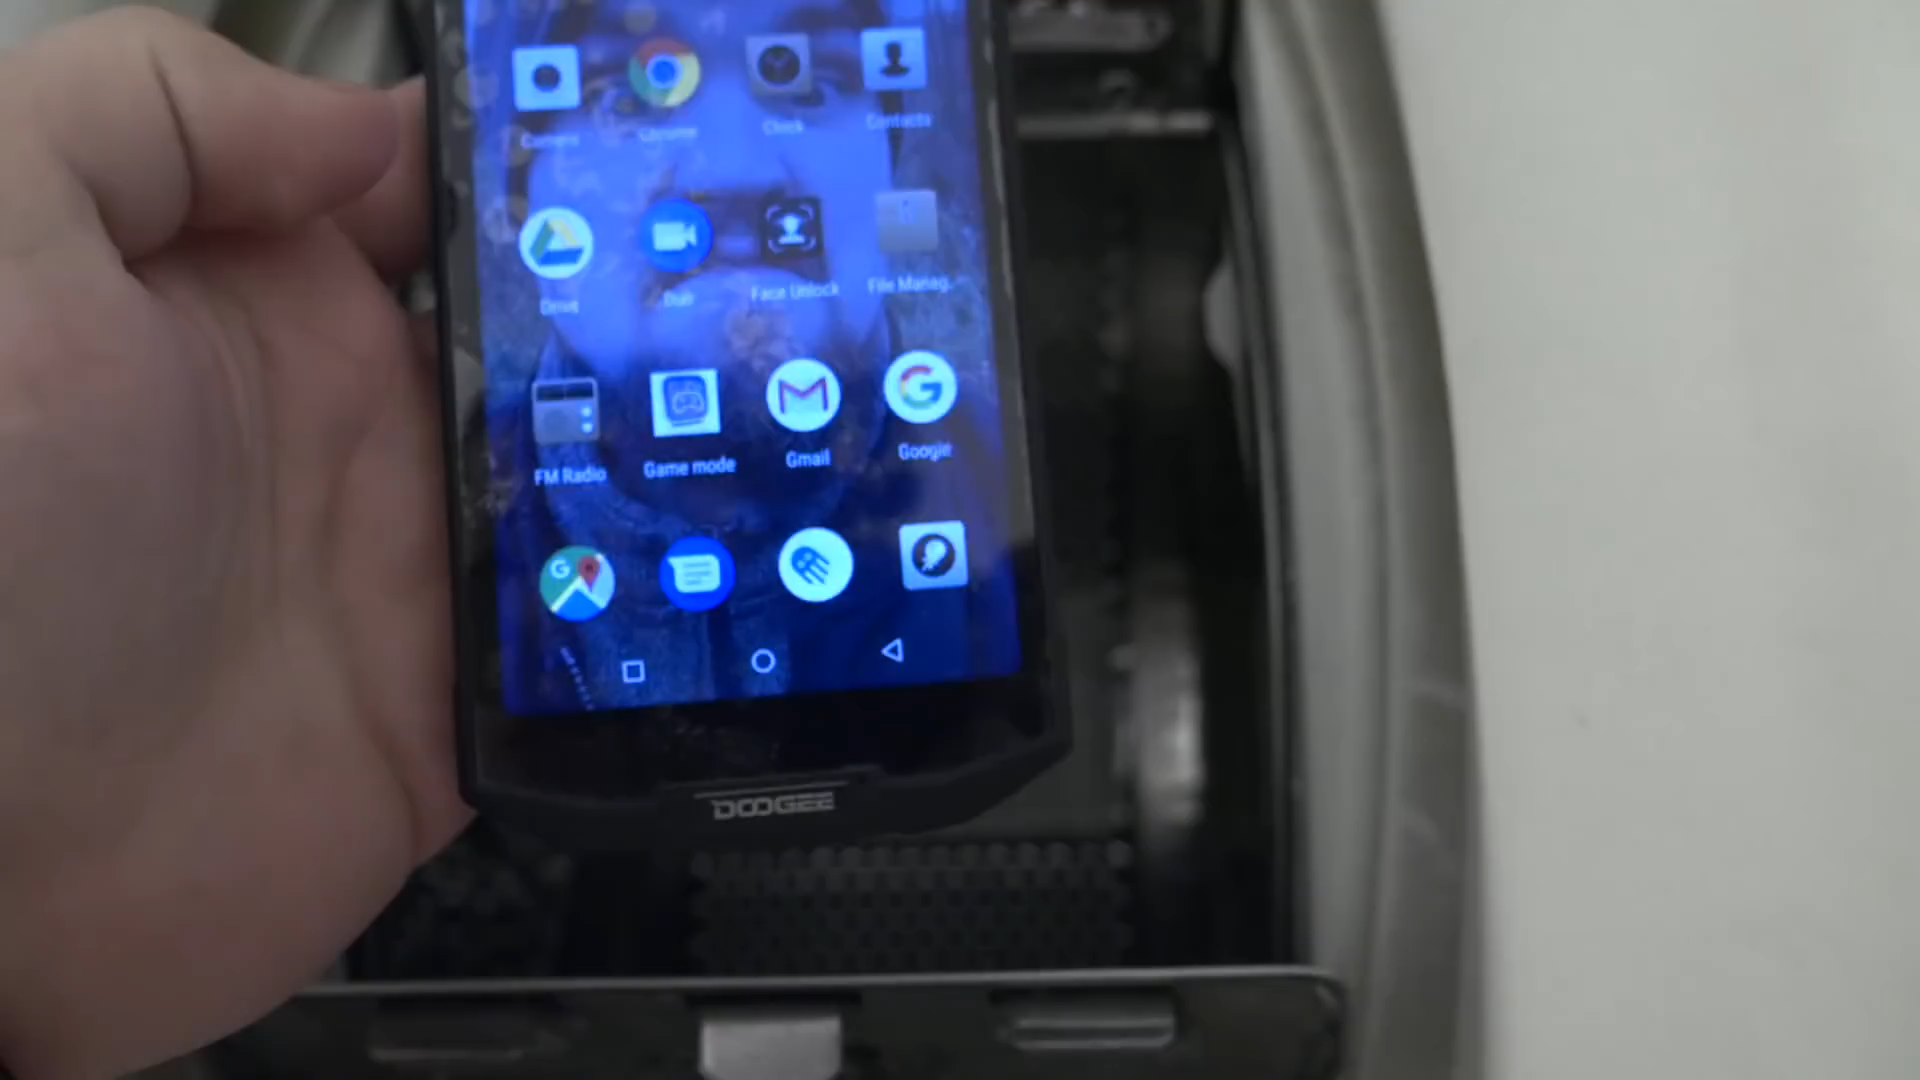 Camera Chrome Clock Contacts
Drive Duo Face Unlock File Manag..
FM Radio Game mode Gmail Google
DOOGEE